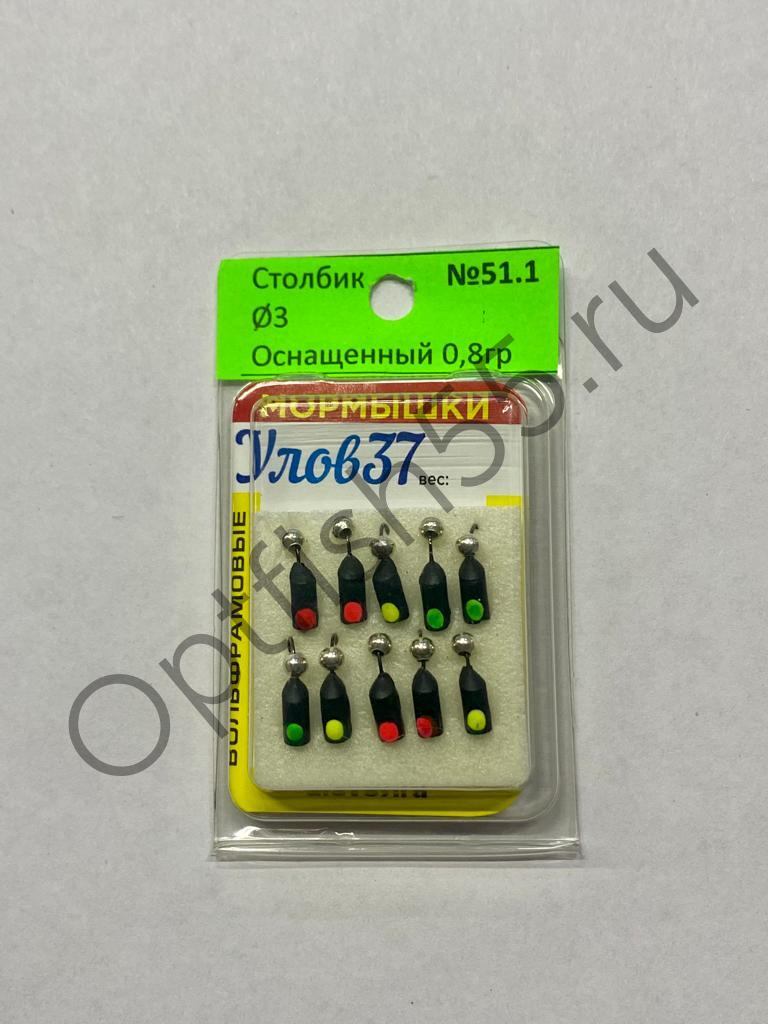 Столбик №51.1
Ø3
Оснащенный 0,8гр
МОРМЫШКИ
Улов37
вес:
ВОЛЬФРАМОВЫЕ
Optfish55.ru